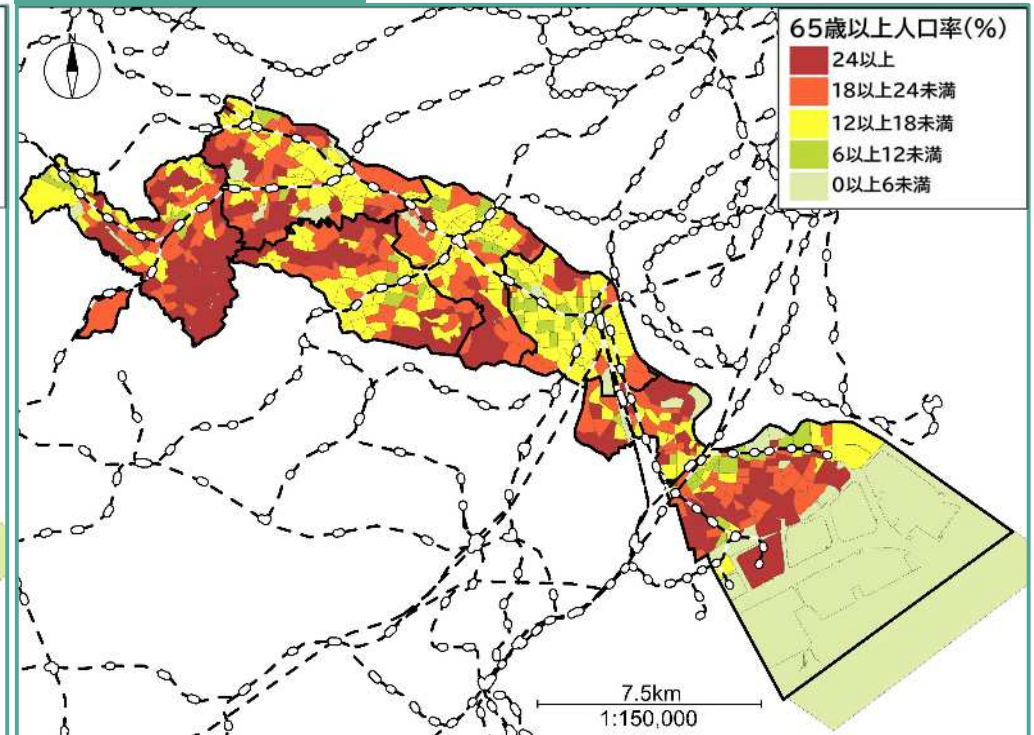 N
65歳以上人口率(%)
24以上
18以上24未満
12以上18未満
6以上12未満
0以上6未満
7.5km
1:150,000